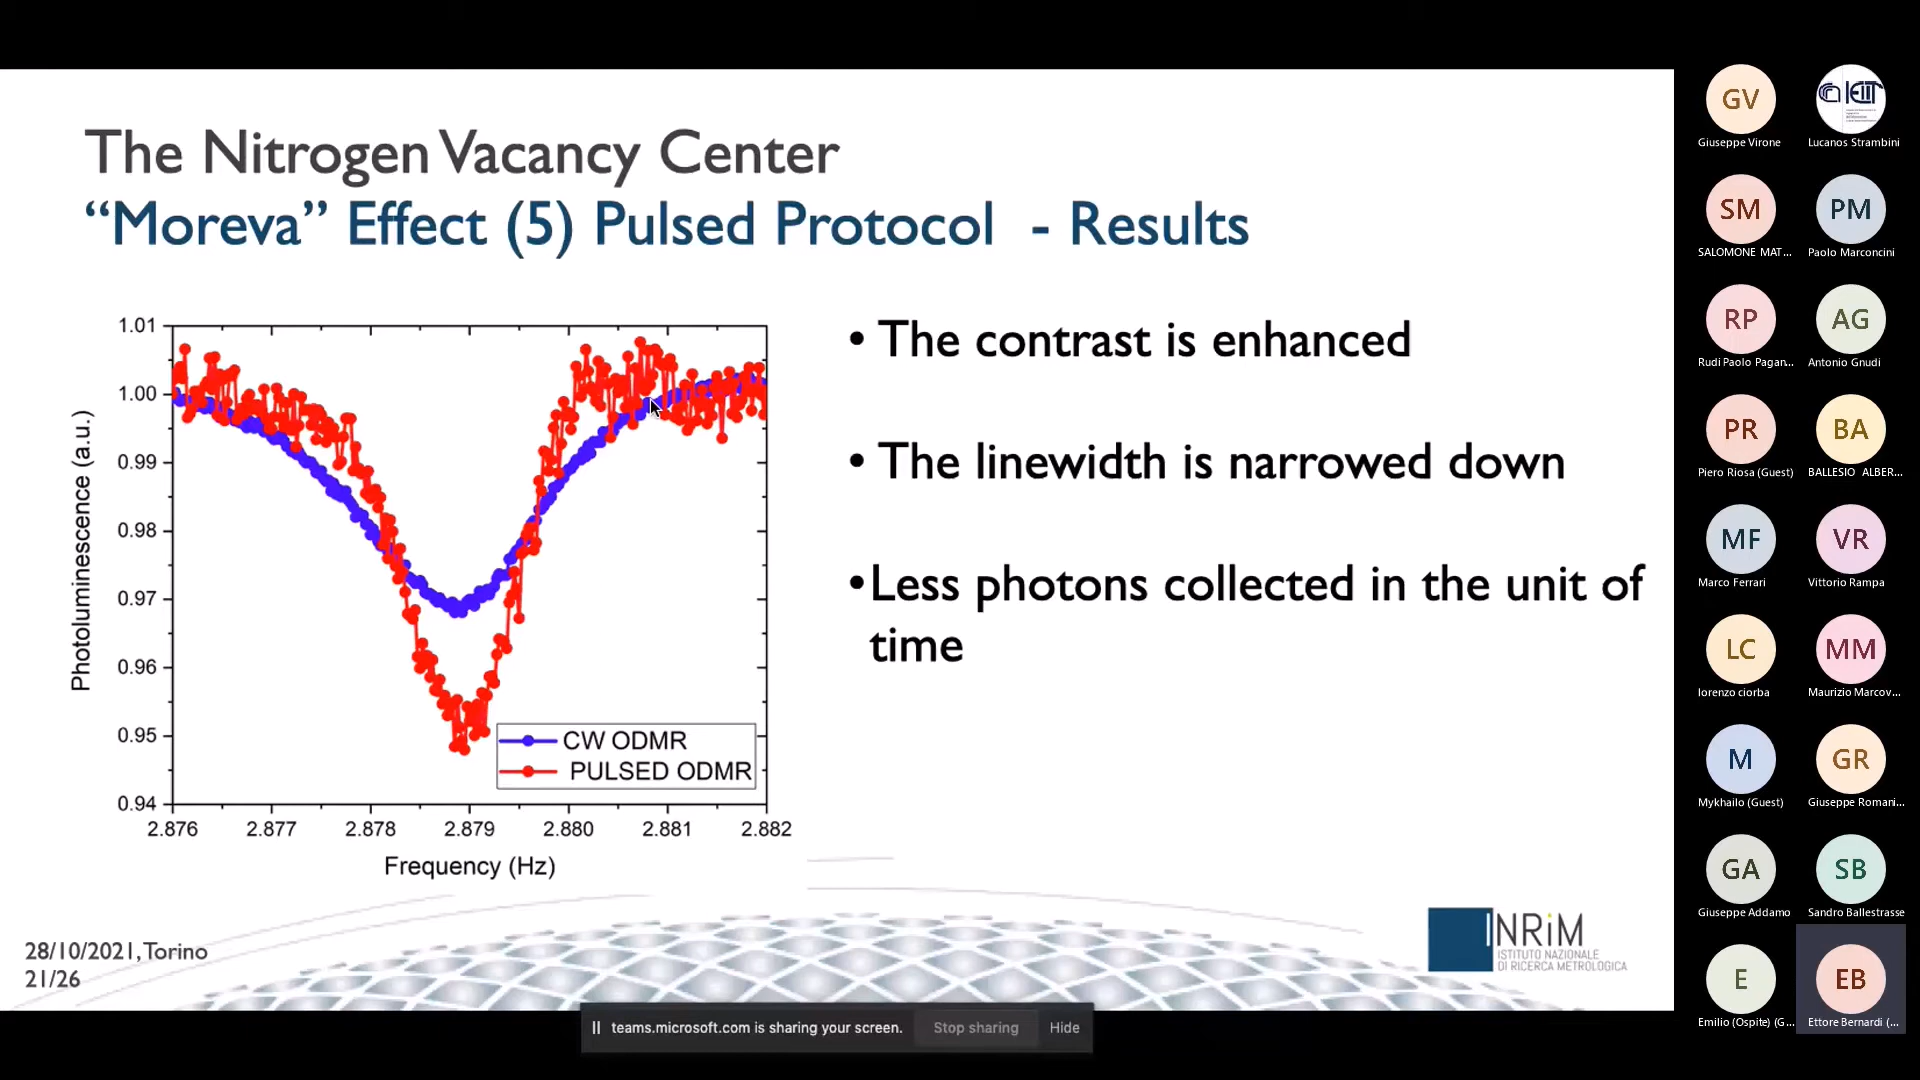 The Nitrogen Vacancy Center
“Moreva” Effect (5) Pulsed Protocol - Results
1.01
1.00
0.99
0.98
0.97
0.96
0.95
0.94
Photoluminescence (a.u.)
2.876 2.877 2.878 2.879 2.880 2.881 2.882
Frequency (Hz)
CW ODMR
PULSED ODMR
• The contrast is enhanced
• The linewidth is narrowed down
•Less photons collected in the unit of
time
28/10/2021, Torino
21/26
INRiM
ISTITUTO NAZIONALE
DI RICERCA METROLOGICA
teams.microsoft.com is sharing your screen. Stop sharing Hide
GV
Giuseppe Virone
IEIIT
Lucanos Strambini
SM
SALOMONE MAT...
PM
Paolo Marconcini
RP
Rudi Paolo Pagan...
AG
Antonio Gnudi
PR
Piero Riosa (Guest)
BA
BALLESIO ALBER...
MF
Marco Ferrari
VR
Vittorio Rampa
LC
lorenzo ciorba
MM
Maurizio Marcov...
M
Mykhailo (Guest)
GR
Giuseppe Romani...
GA
Giuseppe Addamo
SB
Sandro Ballestrasse
E
Emilio (Ospite) (G...
EB
Ettore Bernardi (...